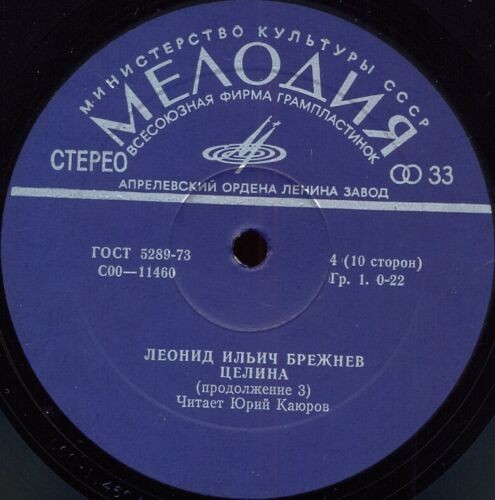 МИНИСТЕРСТВО КУЛЬТУРЫ СССР
МЕЛОДИЯ
ВСЕСОЮЗНАЯ ФИРМА ГРАМПЛАСТИНОК
СТЕРЕО
33
АПРЕЛЕВСКИЙ ОРДЕНА ЛЕНИНА ЗАВОД
ГОСТ 5289-73
С00—11460
4 (10 сторон)
Гр. 1. 0-22
ЛЕОНИД ИЛЬИЧ БРЕЖНЕВ
ЦЕЛИНА
(продолжение 3)
Читает Юрий Каюров